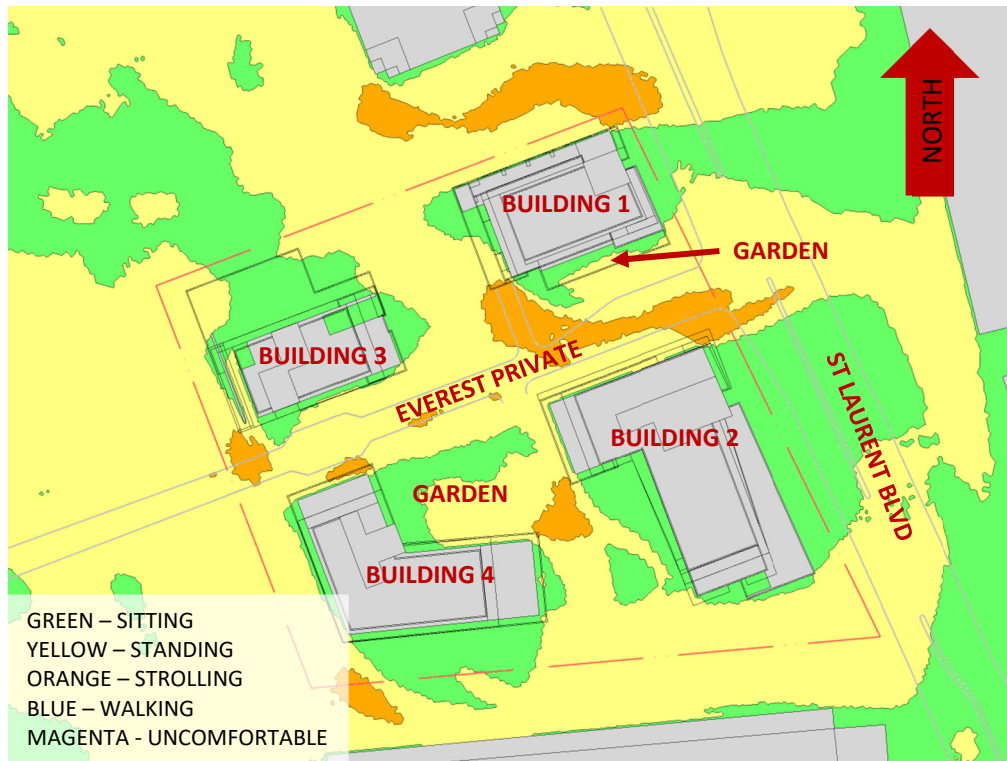 NORTH
BUILDING 1
GARDEN
BUILDING 3
EVEREST PRIVATE
BUILDING 2
ST LAURENT BLVD
GARDEN
BUILDING 4
GREEN – SITTING
YELLOW – STANDING
ORANGE – STROLLING
BLUE – WALKING
MAGENTA - UNCOMFORTABLE